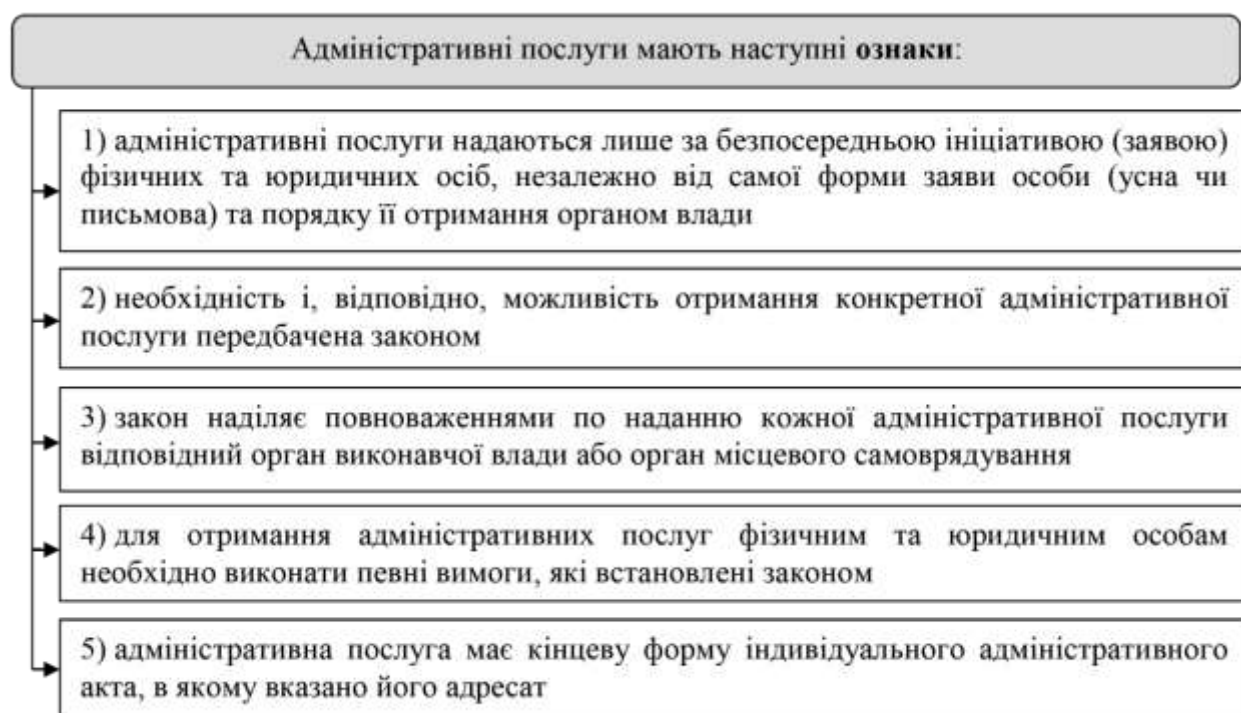 Адміністративні послуги мають наступні ознаки:
1) адміністративні послуги надаються лише за безпосередньою ініціативою (заявою)
фізичних та юридичних осіб, незалежно від самої форми заяви особи (усна чи
письмова) та порядку її отримання органом влади
2) необхідність і, відповідно, можливість отримання конкретної адміністративної
послуги передбачена законом
3) закон наділяє повноваженнями по наданню кожної адміністративної послуги
відповідний орган виконавчої влади або орган місцевого самоврядування
4) для отримання адміністративних послуг фізичним та юридичним особам
необхідно виконати певні вимоги, які встановлені законом
5) адміністративна послуга має кінцеву форму індивідуального адміністративного
акта, в якому вказано його адресат